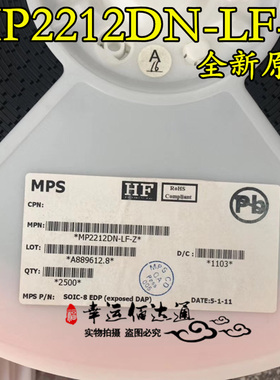 MP2212DN-LF-
全新原
A
MPS
HF
RoHS
Compliant
Pb
CPN:
MPN:
*MP2212DN-LF-Z*
LOT:
*A889612.8*
D/C:
*1103*
QTY:
*2500*
MPS CD
MPS P/N: SOIC-8 EDP (exposed DAP)
DATE:5-1-11
幸运佰达通
实物拍摄 盗图必究